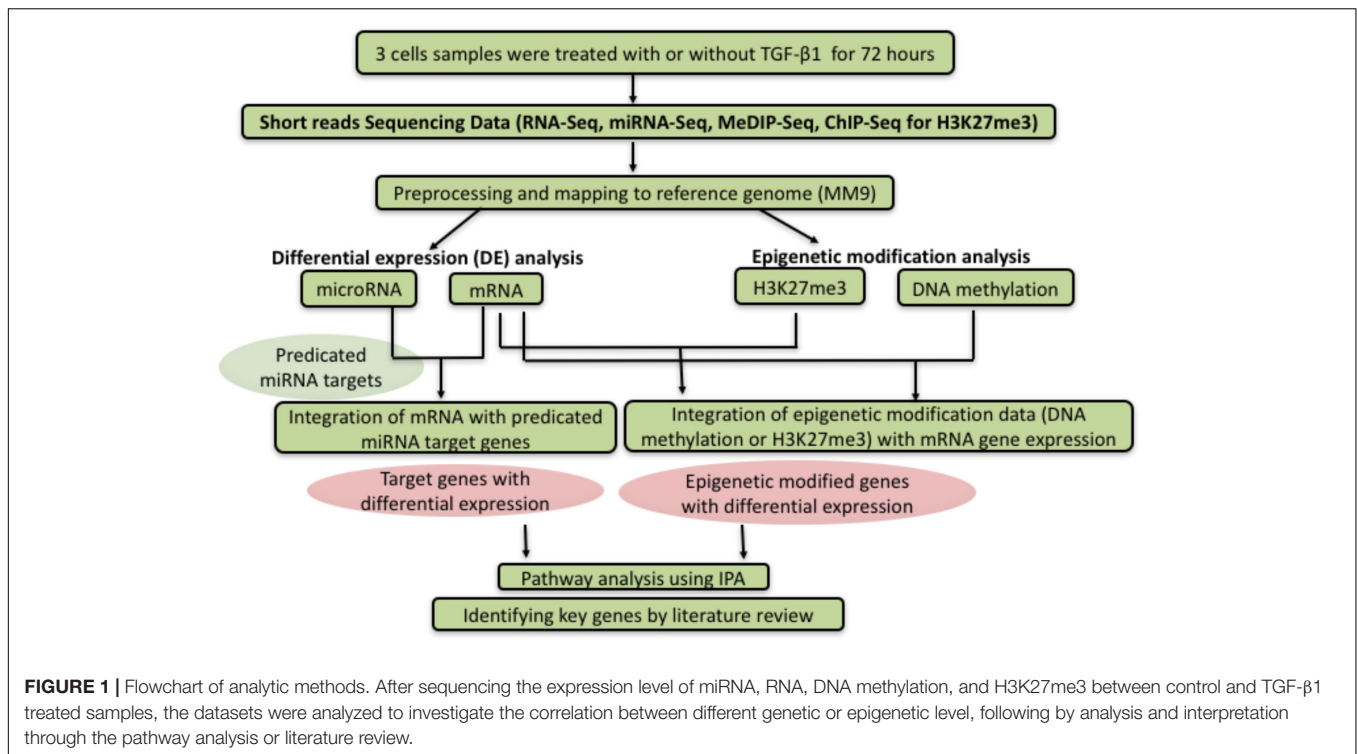 3 cells samples were treated with or without TGF-β1 for 72 hours
Short reads Sequencing Data (RNA-Seq, miRNA-Seq, MeDIP-Seq, ChIP-Seq for H3K27me3)
Preprocessing and mapping to reference genome (MM9)
Differential expression (DE) analysis
Epigenetic modification analysis
microRNA
mRNA
H3K27me3
DNA methylation
Predicated
miRNA targets
Integration of mRNA with predicated
miRNA target genes
Integration of epigenetic modification data (DNA
methylation or H3K27me3) with mRNA gene expression
Target genes with
differential expression
Epigenetic modified genes
with differential expression
Pathway analysis using IPA
Identifying key genes by literature review
FIGURE 1 | Flowchart of analytic methods. After sequencing the expression level of miRNA, RNA, DNA methylation, and H3K27me3 between control and TGF-β1
treated samples, the datasets were analyzed to investigate the correlation between different genetic or epigenetic level, following by analysis and interpretation
through the pathway analysis or literature review.